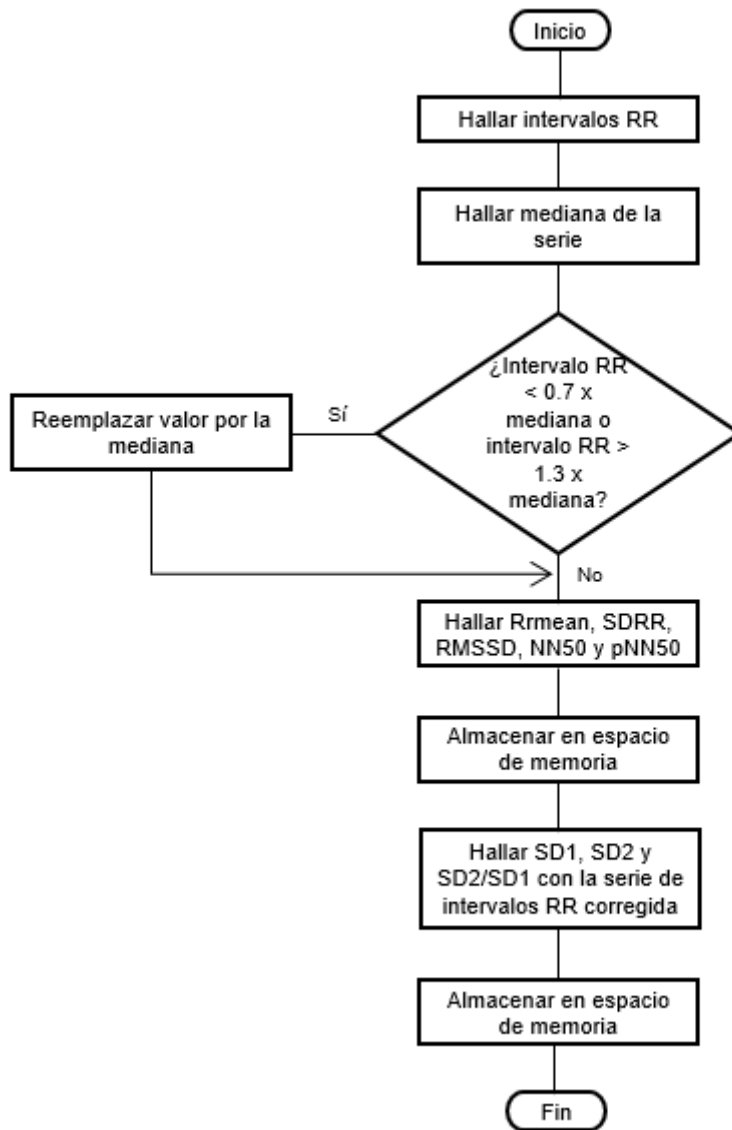 Inicio
Hallar intervalos RR
Hallar mediana de la
serie
¿Intervalo RR
< 0.7 x
mediana o
intervalo RR >
1.3 x
mediana?
Sí
Reemplazar valor por la
mediana
No
Hallar Rrmean, SDRR,
RMSSD, NN50 y pNN50
Almacenar en espacio
de memoria
Hallar SD1, SD2 y
SD2/SD1 con la serie de
intervalos RR corregida
Almacenar en espacio
de memoria
Fin